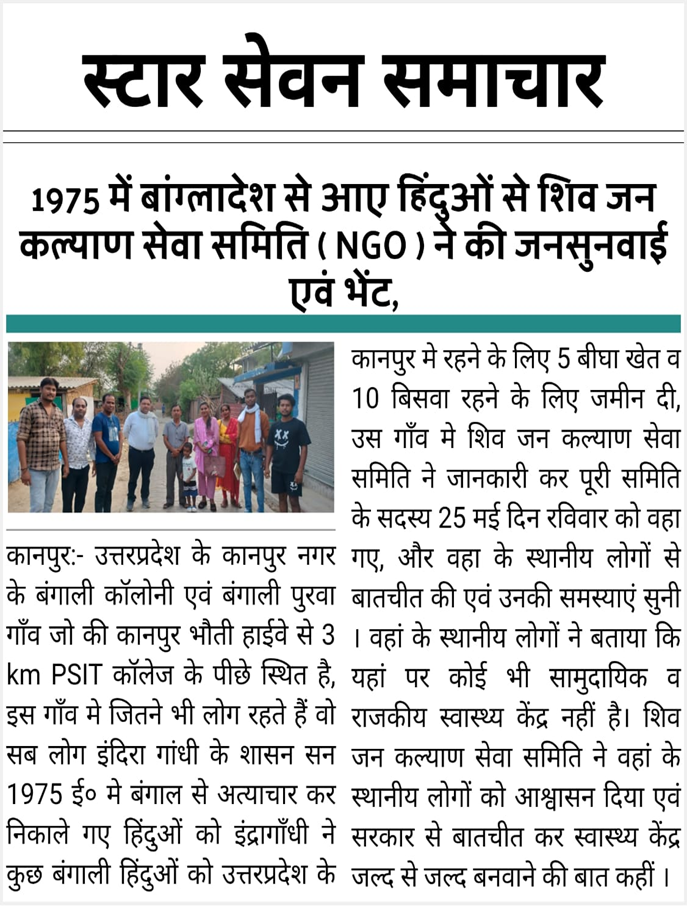 स्टार सेवन समाचार
1975 में बांग्लादेश से आए हिंदुओं से शिव जन
कल्याण सेवा समिति ( NGO ) ने की जनसुनवाई
एवं भेंट,
कानपुर:- उत्तरप्रदेश के कानपुर नगर
के बंगाली कॉलोनी एवं बंगाली पुरवा
गाँव जो की कानपुर भौती हाईवे से 3
km PSIT कॉलेज के पीछे स्थित है,
इस गाँव मे जितने भी लोग रहते हैं वो
सब लोग इंदिरा गांधी के शासन सन
1975 ई० मे बंगाल से अत्याचार कर
निकाले गए हिंदुओं को इंद्रागाँधी ने
कुछ बंगाली हिंदुओं को उत्तरप्रदेश के
कानपुर मे रहने के लिए 5 बीघा खेत व
10 बिसवा रहने के लिए जमीन दी,
उस गाँव मे शिव जन कल्याण सेवा
समिति ने जानकारी कर पूरी समिति
के सदस्य 25 मई दिन रविवार को वहा
गए, और वहा के स्थानीय लोगों से
बातचीत की एवं उनकी समस्याएं सुनी
। वहां के स्थानीय लोगों ने बताया कि
यहां पर कोई भी सामुदायिक व
राजकीय स्वास्थ्य केंद्र नहीं है। शिव
जन कल्याण सेवा समिति ने वहां के
स्थानीय लोगों को आश्वासन दिया एवं
सरकार से बातचीत कर स्वास्थ्य केंद्र
जल्द से जल्द बनवाने की बात कहीं ।